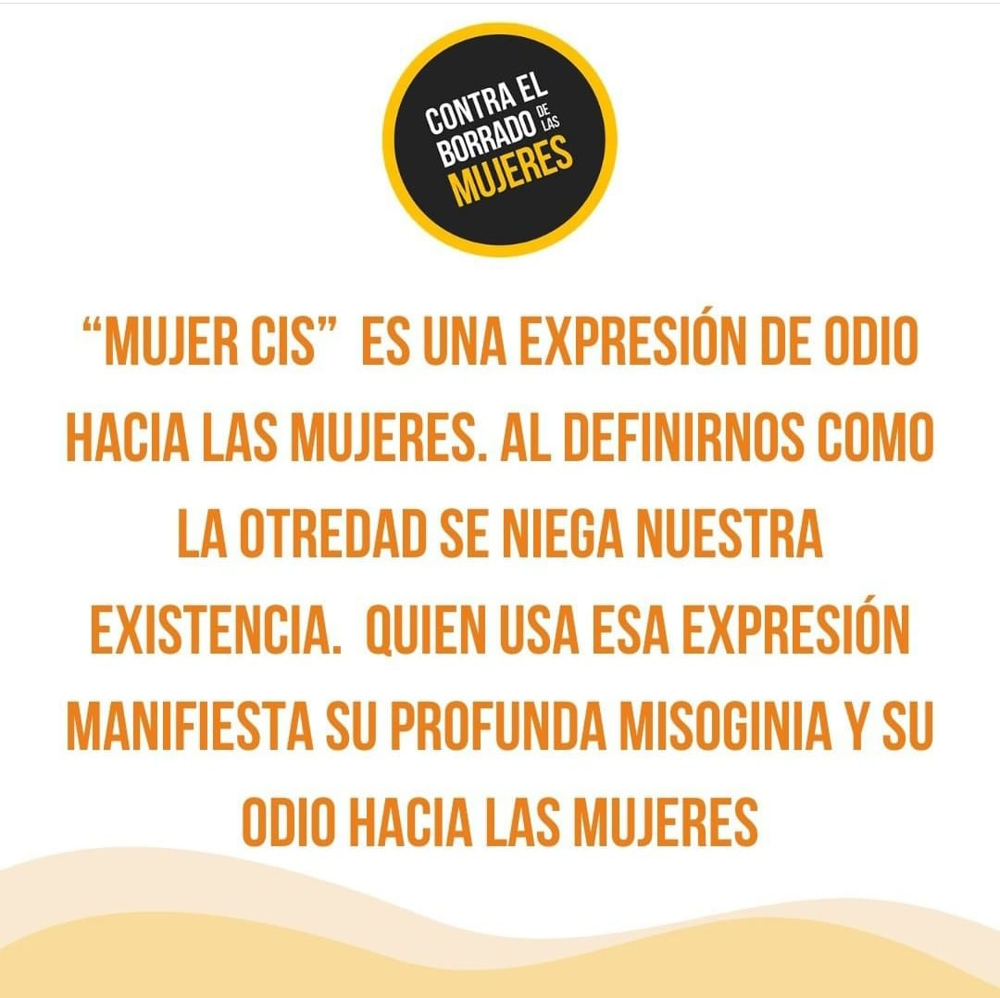 CONTRA EL
BORRADO DE LAS
MUJERES
“MUJER CIS” ES UNA EXPRESIÓN DE ODIO
HACIA LAS MUJERES. AL DEFINIRNOS COMO
LA OTREDAD SE NIEGA NUESTRA
EXISTENCIA. QUIEN USA ESA EXPRESIÓN
MANIFIESTA SU PROFUNDA MISOGINIA Y SU
ODIO HACIA LAS MUJERES